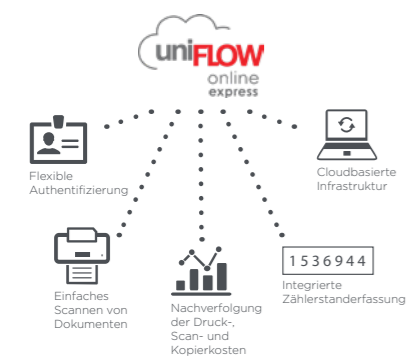 uniFLOW
online
express
Flexible
Authentifizierung
Cloudbasierte
Infrastruktur
Einfaches
Scannen von
Dokumenten
Nachverfolgung
der Druck-,
Scan- und
Kopierkosten
1536944
Integrierte
Zählerstanderfassung